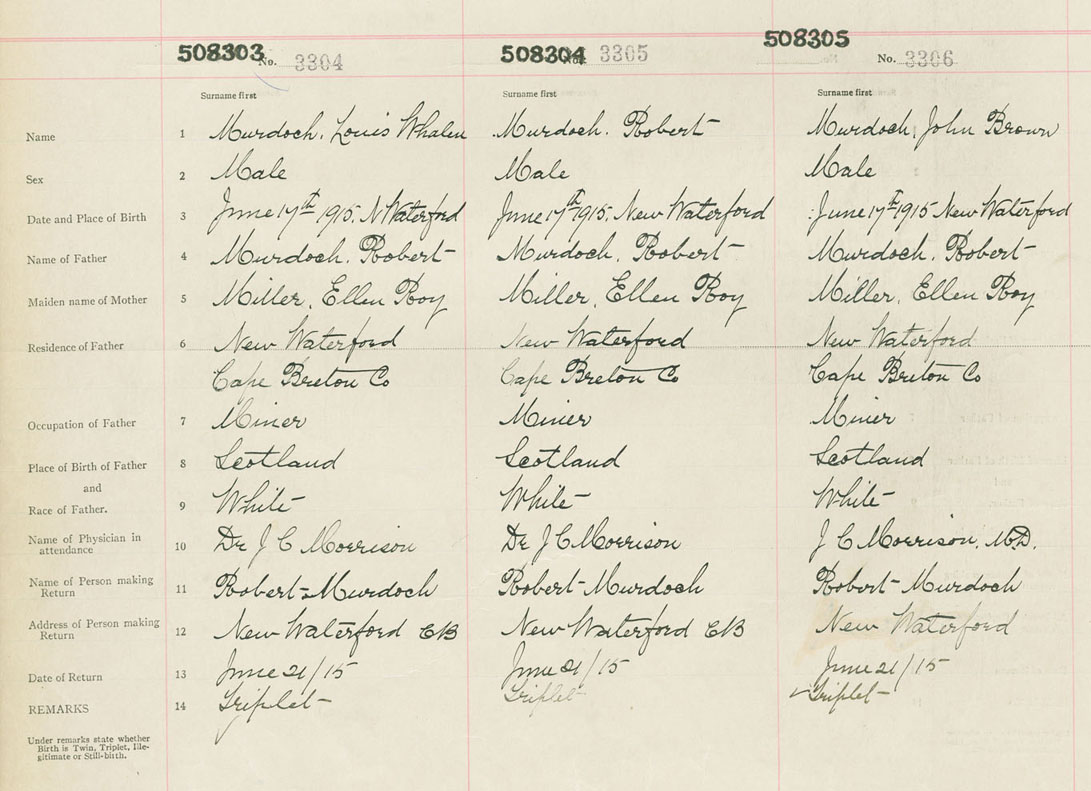 508303 No. 3304 508304 No. 3305 508305 No. 3306
Surname first Surname first Surname first
Name 1 Murdoch, Louis Whalen Murdoch. Robert Murdoch, John Brown
Sex 2 Male Male Male
Date and Place of Birth 3 June 17th 1915. N Waterford June 17th 1915. New Waterford June 17th 1915 New Waterford
Name of Father 4 Murdoch. Robert Murdoch. Robert Murdoch. Robert
Maiden name of Mother 5 Miller, Ellen Roy Miller, Ellen Roy Miller, Ellen Roy
Residence of Father 6 New Waterford New Waterford New Waterford
Cape Breton Co Cape Breton Co Cape Breton Co
Occupation of Father 7 Miner Miner Miner
Place of Birth of Father 8 Scotland Scotland Scotland
and
Race of Father. 9 White White White
Name of Physician in
attendance 10 Dr J C Morrison Dr J C Morrison J C Morrison, M.D.
Name of Person making
Return 11 Robert Murdoch Robert Murdoch Robert Murdoch
Address of Person making
Return 12 New Waterford CB New Waterford CB New Waterford
Date of Return 13 June 21/15 June 21/15 June 21/15
REMARKS 14 Triplet Triplet Triplet
Under remarks state whether
Birth is Twin, Triplet, Ille-
gitimate or Still-birth.